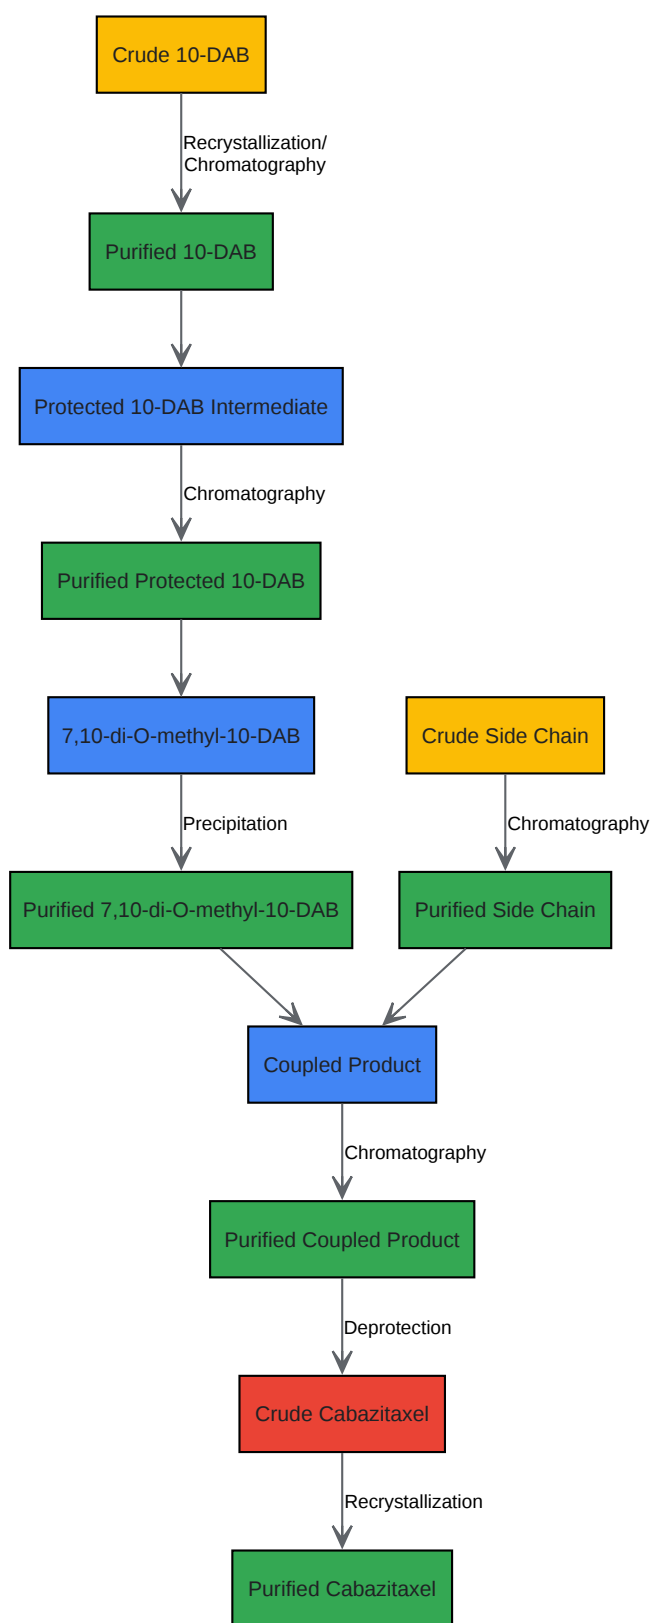 Crude 10-DAB
Recrystallization/
Chromatography
Purified 10-DAB
Protected 10-DAB Intermediate
Chromatography
Purified Protected 10-DAB
7,10-di-O-methyl-10-DAB
Crude Side Chain
Precipitation
Chromatography
Purified 7,10-di-O-methyl-10-DAB
Purified Side Chain
Coupled Product
Chromatography
Purified Coupled Product
Deprotection
Crude Cabazitaxel
Recrystallization
Purified Cabazitaxel